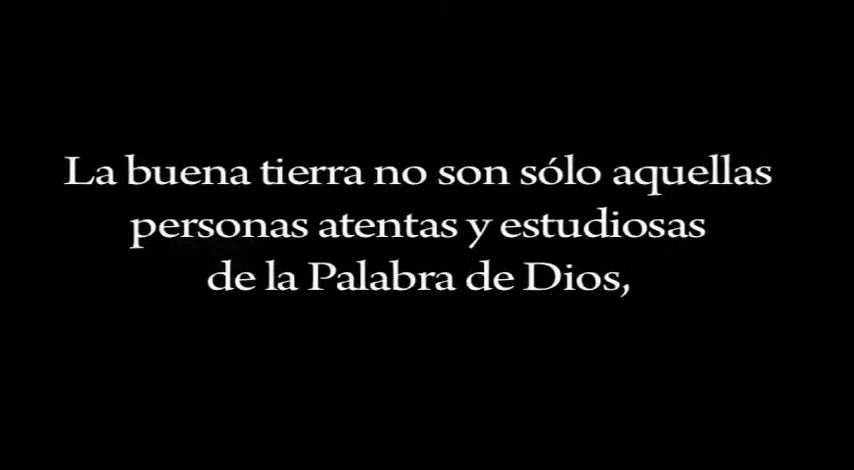 La buena tierra no son sólo aquellas
personas atentas y estudiosas
de la Palabra de Dios,